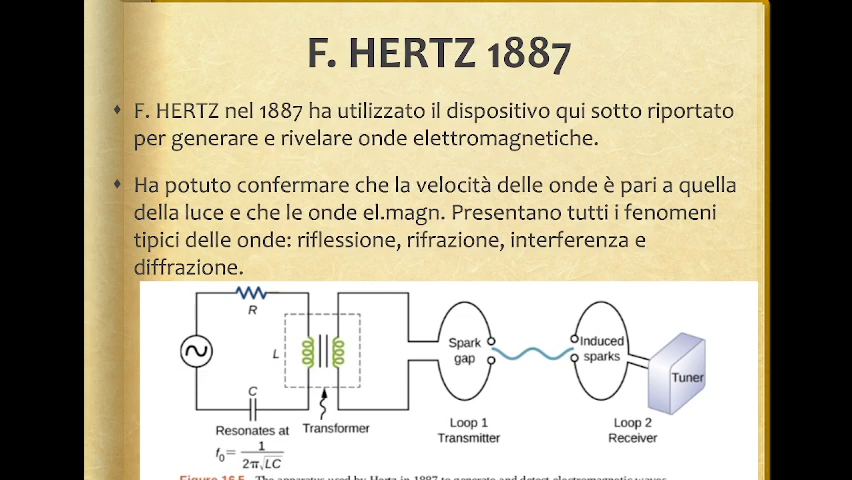 F. HERTZ 1887
F. HERTZ nel 1887 ha utilizzato il dispositivo qui sotto riportato
per generare e rivelare onde elettromagnetiche.
Ha potuto confermare che la velocità delle onde è pari a quella
della luce e che le onde el.magn. Presentano tutti i fenomeni
tipici delle onde: riflessione, rifrazione, interferenza e
diffrazione.
R
L
C
Resonates at
f₀= 1
2π√LC
Transformer
Spark
gap
Loop 1
Transmitter
Induced
sparks
Tuner
Loop 2
Receiver
Figure 16.5 The apparatus used by Hertz in 1887 to generate and detect electromagnetic waves.